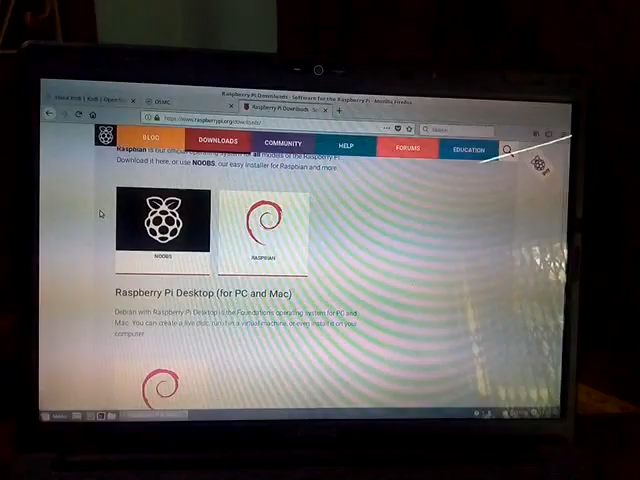 Raspberry Pi Downloads - Software for the Raspberry Pi - Mozilla Firefox
OSMC
Raspberry Pi Downloads
https://www.raspberrypi.org/downloads/
Search
BLOG
DOWNLOADS
COMMUNITY
HELP
FORUMS
EDUCATION
Raspbian is our official operating system for all models of the Raspberry Pi.
Download it here, or use NOOBS, our easy installer for Raspbian and more.
NOOBS
RASPBIAN
Raspberry Pi Desktop (for PC and Mac)
Debian with Raspberry Pi Desktop is the Foundation's operating system for PC and
Mac. You can create a live disc, run it in a virtual machine, or even install it on your
computer.
Menu